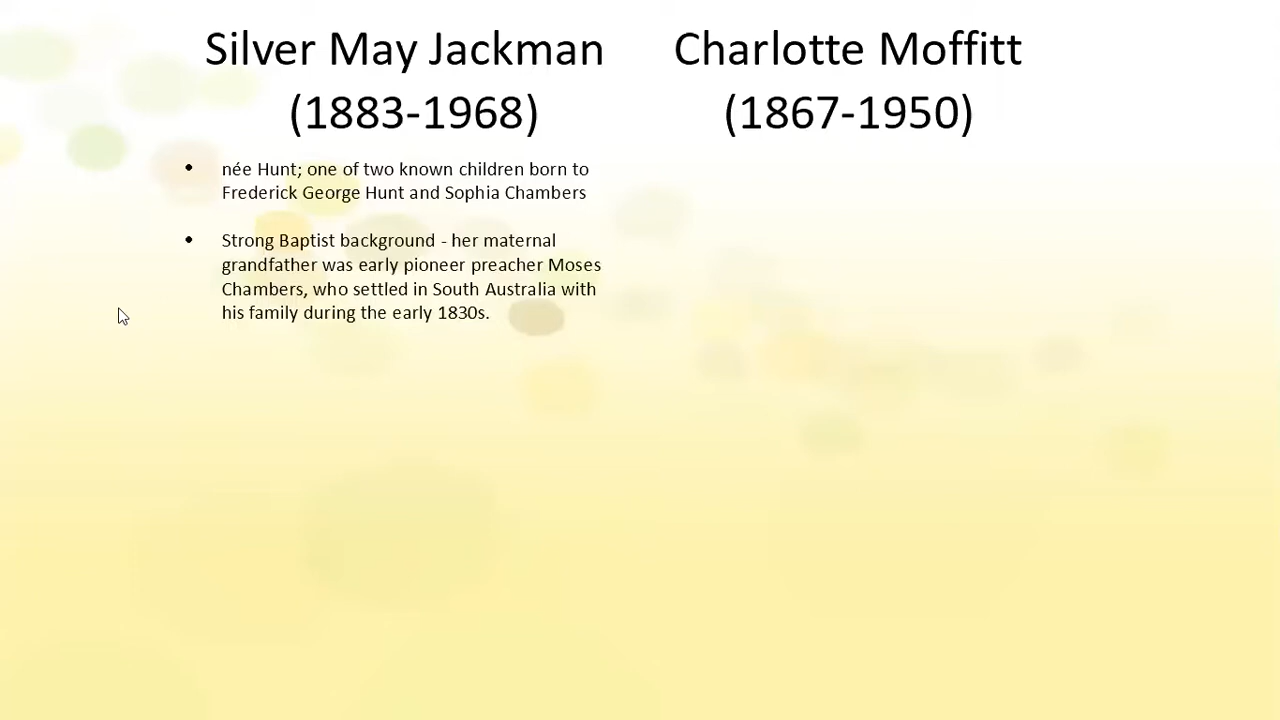 Silver May Jackman
(1883-1968)
Charlotte Moffitt
(1867-1950)
• née Hunt; one of two known children born to
Frederick George Hunt and Sophia Chambers
• Strong Baptist background - her maternal
grandfather was early pioneer preacher Moses
Chambers, who settled in South Australia with
his family during the early 1830s.